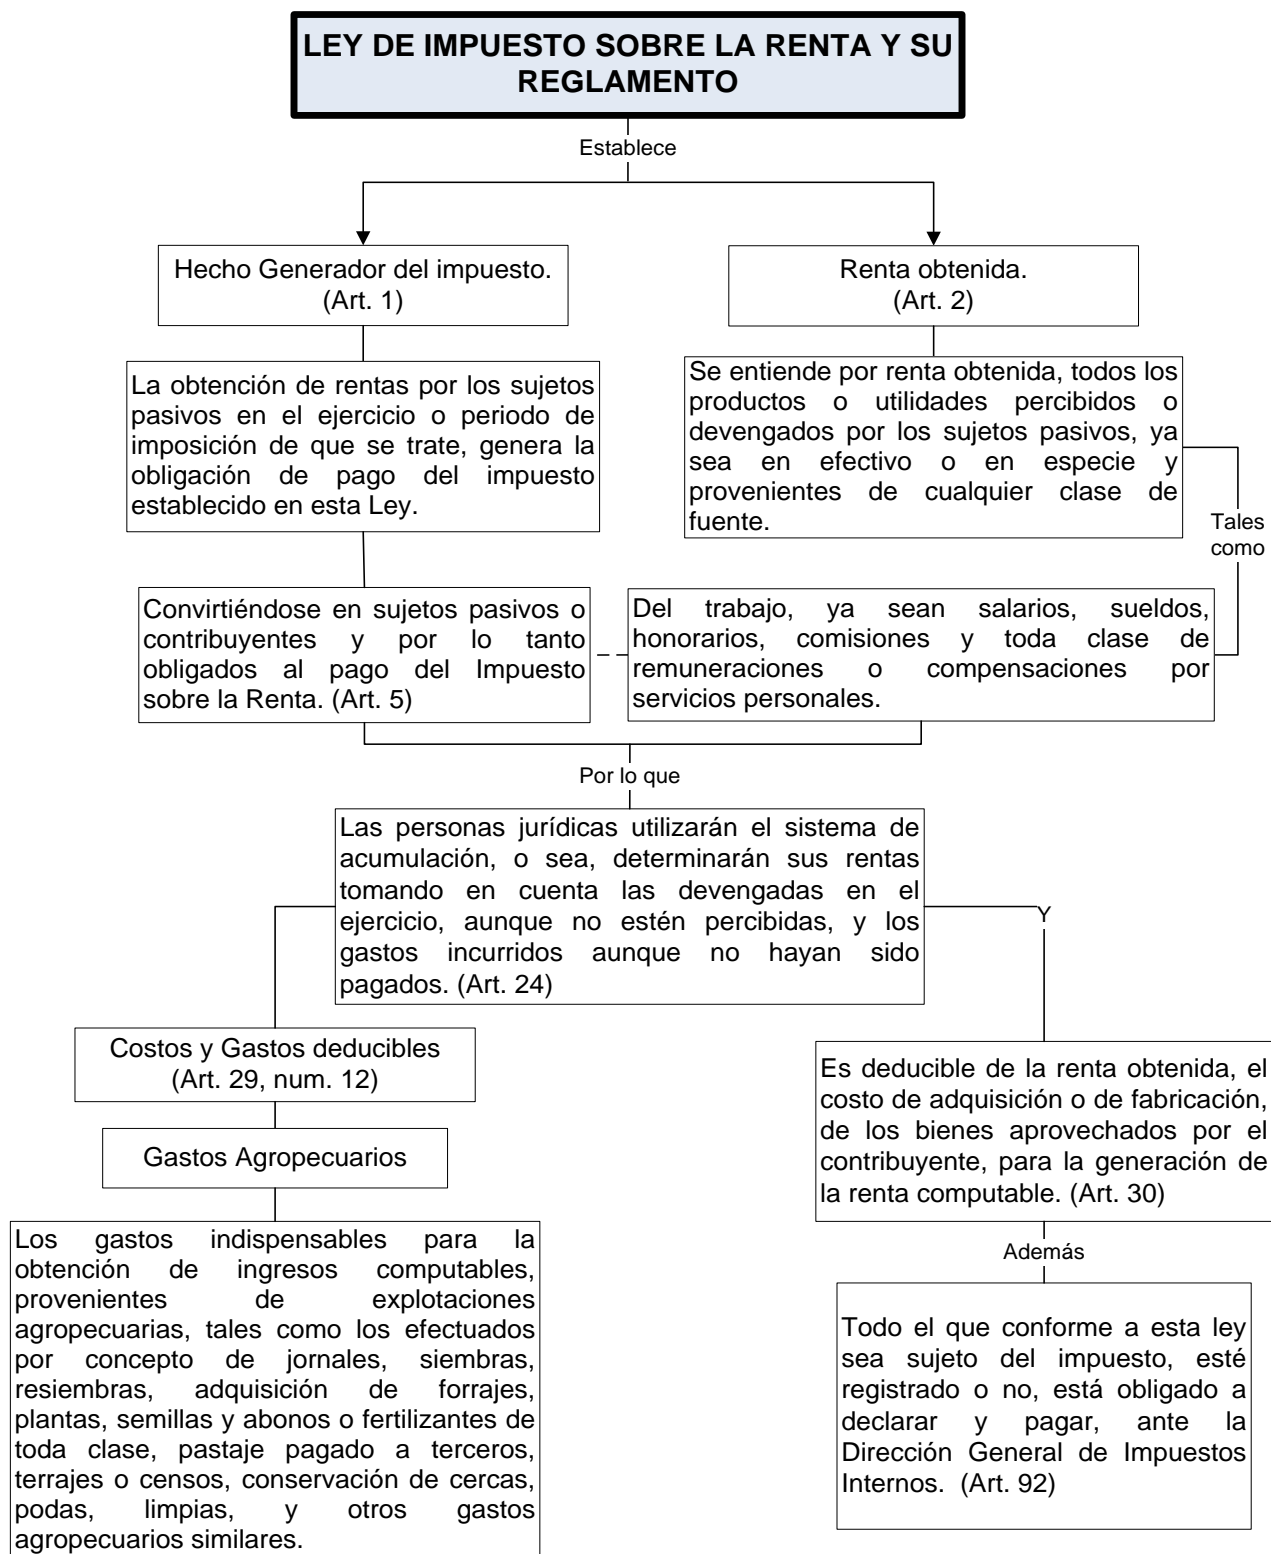 LEY DE IMPUESTO SOBRE LA RENTA Y SU
REGLAMENTO
Establece
Hecho Generador del impuesto.
(Art. 1)
Renta obtenida.
(Art. 2)
La obtención de rentas por los sujetos
pasivos en el ejercicio o periodo de
imposición de que se trate, genera la
obligación de pago del impuesto
establecido en esta Ley.
Se entiende por renta obtenida, todos los
productos o utilidades percibidos o
devengados por los sujetos pasivos, ya
sea en efectivo o en especie y
provenientes de cualquier clase de
fuente.
Tales
como
Convirtiéndose en sujetos pasivos o
contribuyentes y por lo tanto
obligados al pago del Impuesto
sobre la Renta. (Art. 5)
Del trabajo, ya sean salarios, sueldos,
honorarios, comisiones y toda clase de
remuneraciones o compensaciones por
servicios personales.
Por lo que
Las personas jurídicas utilizarán el sistema de
acumulación, o sea, determinarán sus rentas
tomando en cuenta las devengadas en el
ejercicio, aunque no estén percibidas, y los
gastos incurridos aunque no hayan sido
pagados. (Art. 24)
Y
Costos y Gastos deducibles
(Art. 29, num. 12)
Gastos Agropecuarios
Los gastos indispensables para la
obtención de ingresos computables,
provenientes de explotaciones
agropecuarias, tales como los efectuados
por concepto de jornales, siembras,
resiembras, adquisición de forrajes,
plantas, semillas y abonos o fertilizantes de
toda clase, pastaje pagado a terceros,
terrajes o censos, conservación de cercas,
podas, limpias, y otros gastos
agropecuarios similares.
Es deducible de la renta obtenida, el
costo de adquisición o de fabricación,
de los bienes aprovechados por el
contribuyente, para la generación de
la renta computable. (Art. 30)
Además
Todo el que conforme a esta ley
sea sujeto del impuesto, esté
registrado o no, está obligado a
declarar y pagar, ante la
Dirección General de Impuestos
Internos. (Art. 92)